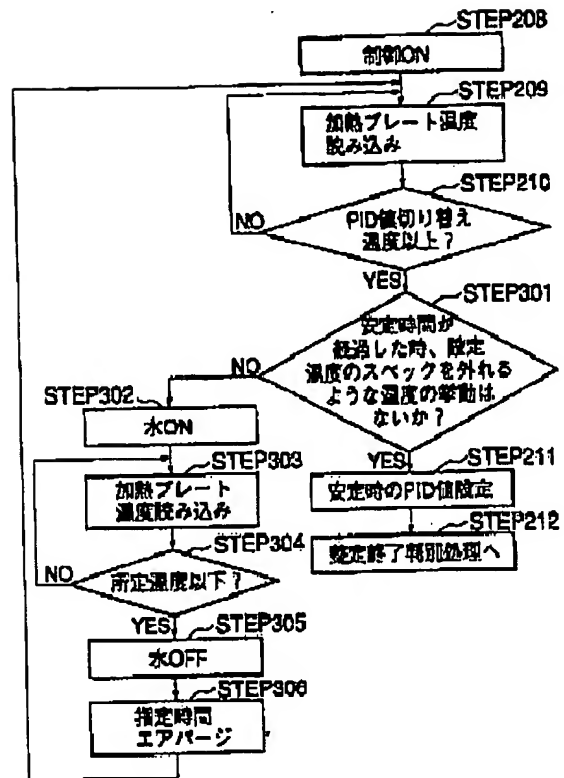 STEP208
制御ON
STEP209
加熱プレート温度
読み込み
STEP210
PID値切り替え
温度以上?
NO
YES
STEP301
安定時間が
経過した時、設定
温度のスペックを外れる
ような温度の挙動は
ないか?
NO
YES
STEP302
水ON
STEP303
加熱プレート
温度読み込み
STEP304
所定温度以下?
NO
YES
STEP305
水OFF
STEP306
指定時間
エアパージ
STEP211
安定時のPID値設定
STEP212
整定終了判別処理へ